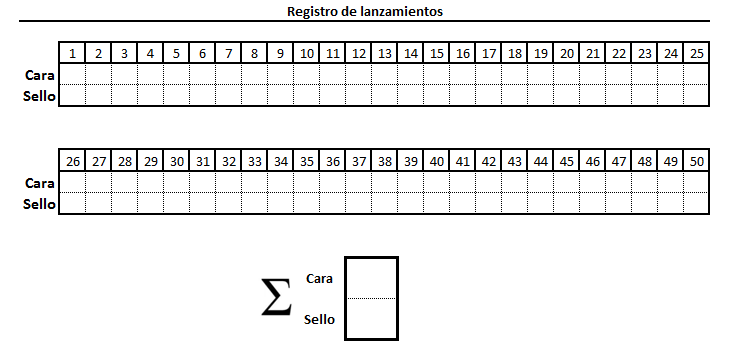 Registro de lanzamientos
1 2 3 4 5 6 7 8 9 10 11 12 13 14 15 16 17 18 19 20 21 22 23 24 25
Cara
Sello
26 27 28 29 30 31 32 33 34 35 36 37 38 39 40 41 42 43 44 45 46 47 48 49 50
Cara
Sello
Σ
Cara
Sello